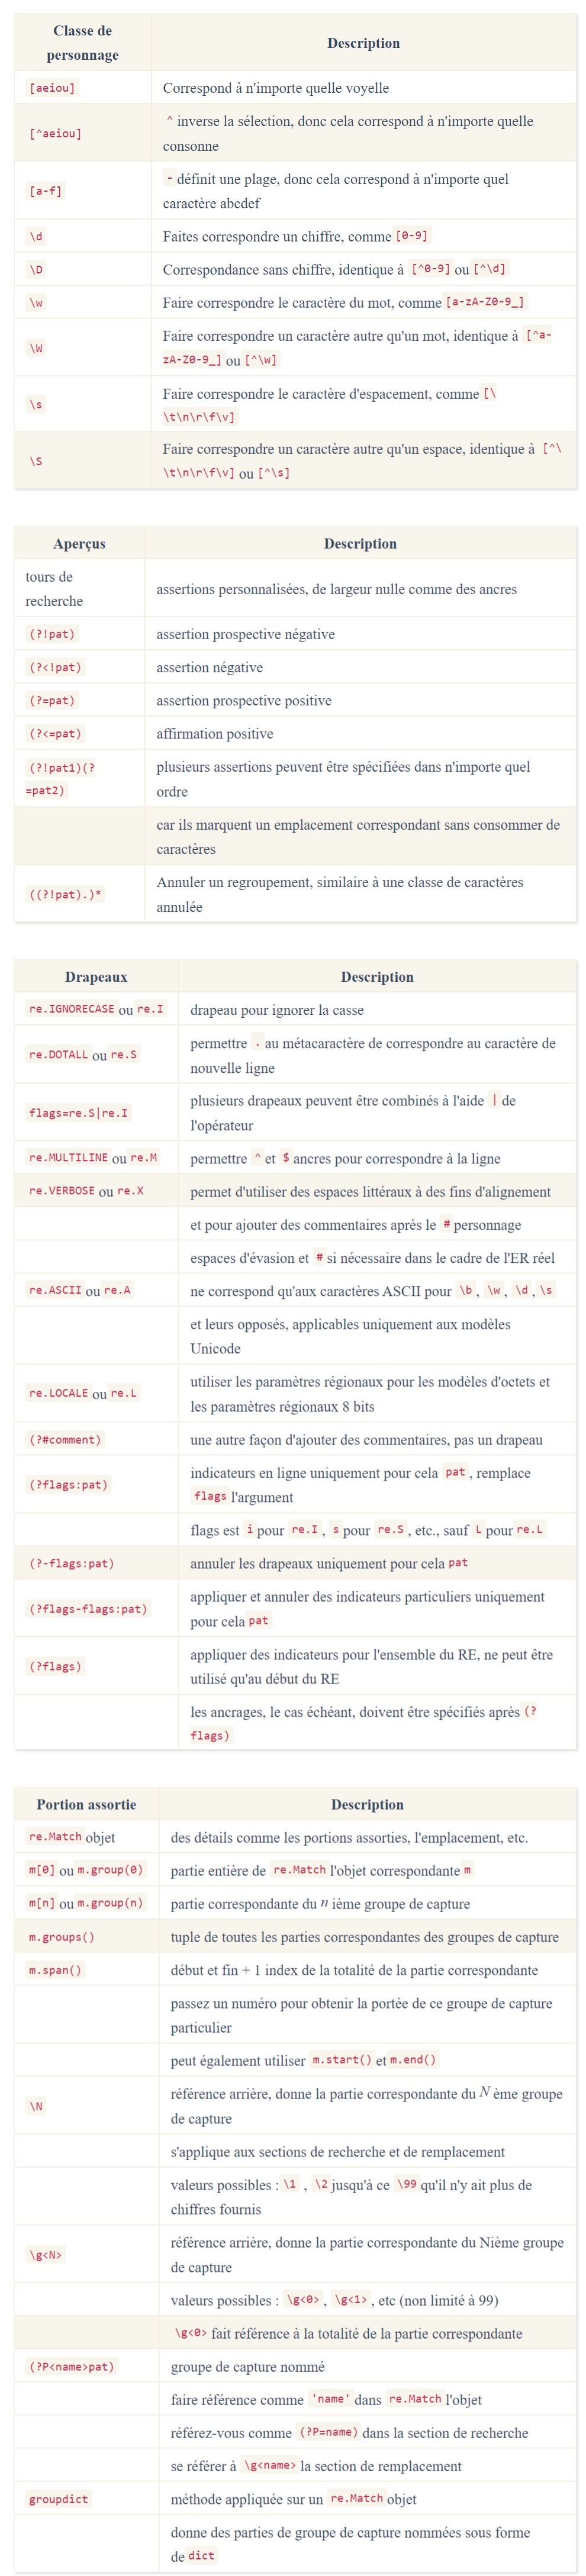 Classe de
personnage
Description
[aeiou]
Correspond à n'importe quelle voyelle
[^aeiou]
^ inverse la sélection, donc cela correspond à n'importe quelle
consonne
[a-f]
- définit une plage, donc cela correspond à n'importe quel
caractère abcdef
\d
Faites correspondre un chiffre, comme [0-9]
\D
Correspondance sans chiffre, identique à [^0-9] ou [^\d]
\w
Faire correspondre le caractère du mot, comme [a-zA-Z0-9_]
\W
Faire correspondre un caractère autre qu'un mot, identique à [^a-
zA-Z0-9_] ou [^\w]
\s
Faire correspondre le caractère d'espacement, comme [\
\t\n\r\f\v]
\S
Faire correspondre un caractère autre qu'un espace, identique à [^\
\t\n\r\f\v] ou [^\s]
Aperçus
Description
tours de
recherche
assertions personnalisées, de largeur nulle comme des ancres
(?!pat)
assertion prospective négative
(?<!pat)
assertion négative
(?=pat)
assertion prospective positive
(?<=pat)
affirmation positive
(?!pat1)(?
=pat2)
plusieurs assertions peuvent être spécifiées dans n'importe quel
ordre
car ils marquent un emplacement correspondant sans consommer de
caractères
((?!pat).)*
Annuler un regroupement, similaire à une classe de caractères
annulée
Drapeaux
Description
re.IGNORECASE ou re.I
drapeau pour ignorer la casse
re.DOTALL ou re.S
permettre . au métacaractère de correspondre au caractère de
nouvelle ligne
flags=re.S|re.I
plusieurs drapeaux peuvent être combinés à l'aide | de
l'opérateur
re.MULTILINE ou re.M
permettre ^ et $ ancres pour correspondre à la ligne
re.VERBOSE ou re.X
permet d'utiliser des espaces littéraux à des fins d'alignement
et pour ajouter des commentaires après le # personnage
espaces d'évasion et # si nécessaire dans le cadre de l'ER réel
re.ASCII ou re.A
ne correspond qu'aux caractères ASCII pour \b , \w , \d , \s
et leurs opposés, applicables uniquement aux modèles
Unicode
re.LOCALE ou re.L
utiliser les paramètres régionaux pour les modèles d'octets et
les paramètres régionaux 8 bits
(?#comment)
une autre façon d'ajouter des commentaires, pas un drapeau
(?flags:pat)
indicateurs en ligne uniquement pour cela pat , remplace
flags l'argument
flags est i pour re.I , s pour re.S , etc., sauf L pour re.L
(?-flags:pat)
annuler les drapeaux uniquement pour cela pat
(?flags-flags:pat)
appliquer et annuler des indicateurs particuliers uniquement
pour cela pat
(?flags)
appliquer des indicateurs pour l'ensemble du RE, ne peut être
utilisé qu'au début du RE
les ancrages, le cas échéant, doivent être spécifiés après (?
flags)
Portion assortie
Description
re.Match objet
des détails comme les portions assorties, l'emplacement, etc.
m[0] ou m.group(0)
partie entière de re.Match l'objet correspondante m
m[n] ou m.group(n)
partie correspondante du n ième groupe de capture
m.groups()
tuple de toutes les parties correspondantes des groupes de capture
m.span()
début et fin + 1 index de la totalité de la partie correspondante
passez un numéro pour obtenir la portée de ce groupe de capture
particulier
peut également utiliser m.start() et m.end()
\N
référence arrière, donne la partie correspondante du N ème groupe
de capture
s'applique aux sections de recherche et de remplacement
valeurs possibles : \1 , \2 jusqu'à ce \99 qu'il n'y ait plus de
chiffres fournis
\g<N>
référence arrière, donne la partie correspondante du Nième groupe
de capture
valeurs possibles : \g<0> , \g<1> , etc (non limité à 99)
\g<0> fait référence à la totalité de la partie correspondante
(?P<name>pat)
groupe de capture nommé
faire référence comme 'name' dans re.Match l'objet
référez-vous comme (?P=name) dans la section de recherche
se référer à \g<name> la section de remplacement
groupdict
méthode appliquée sur un re.Match objet
donne des parties de groupe de capture nommées sous forme
de dict